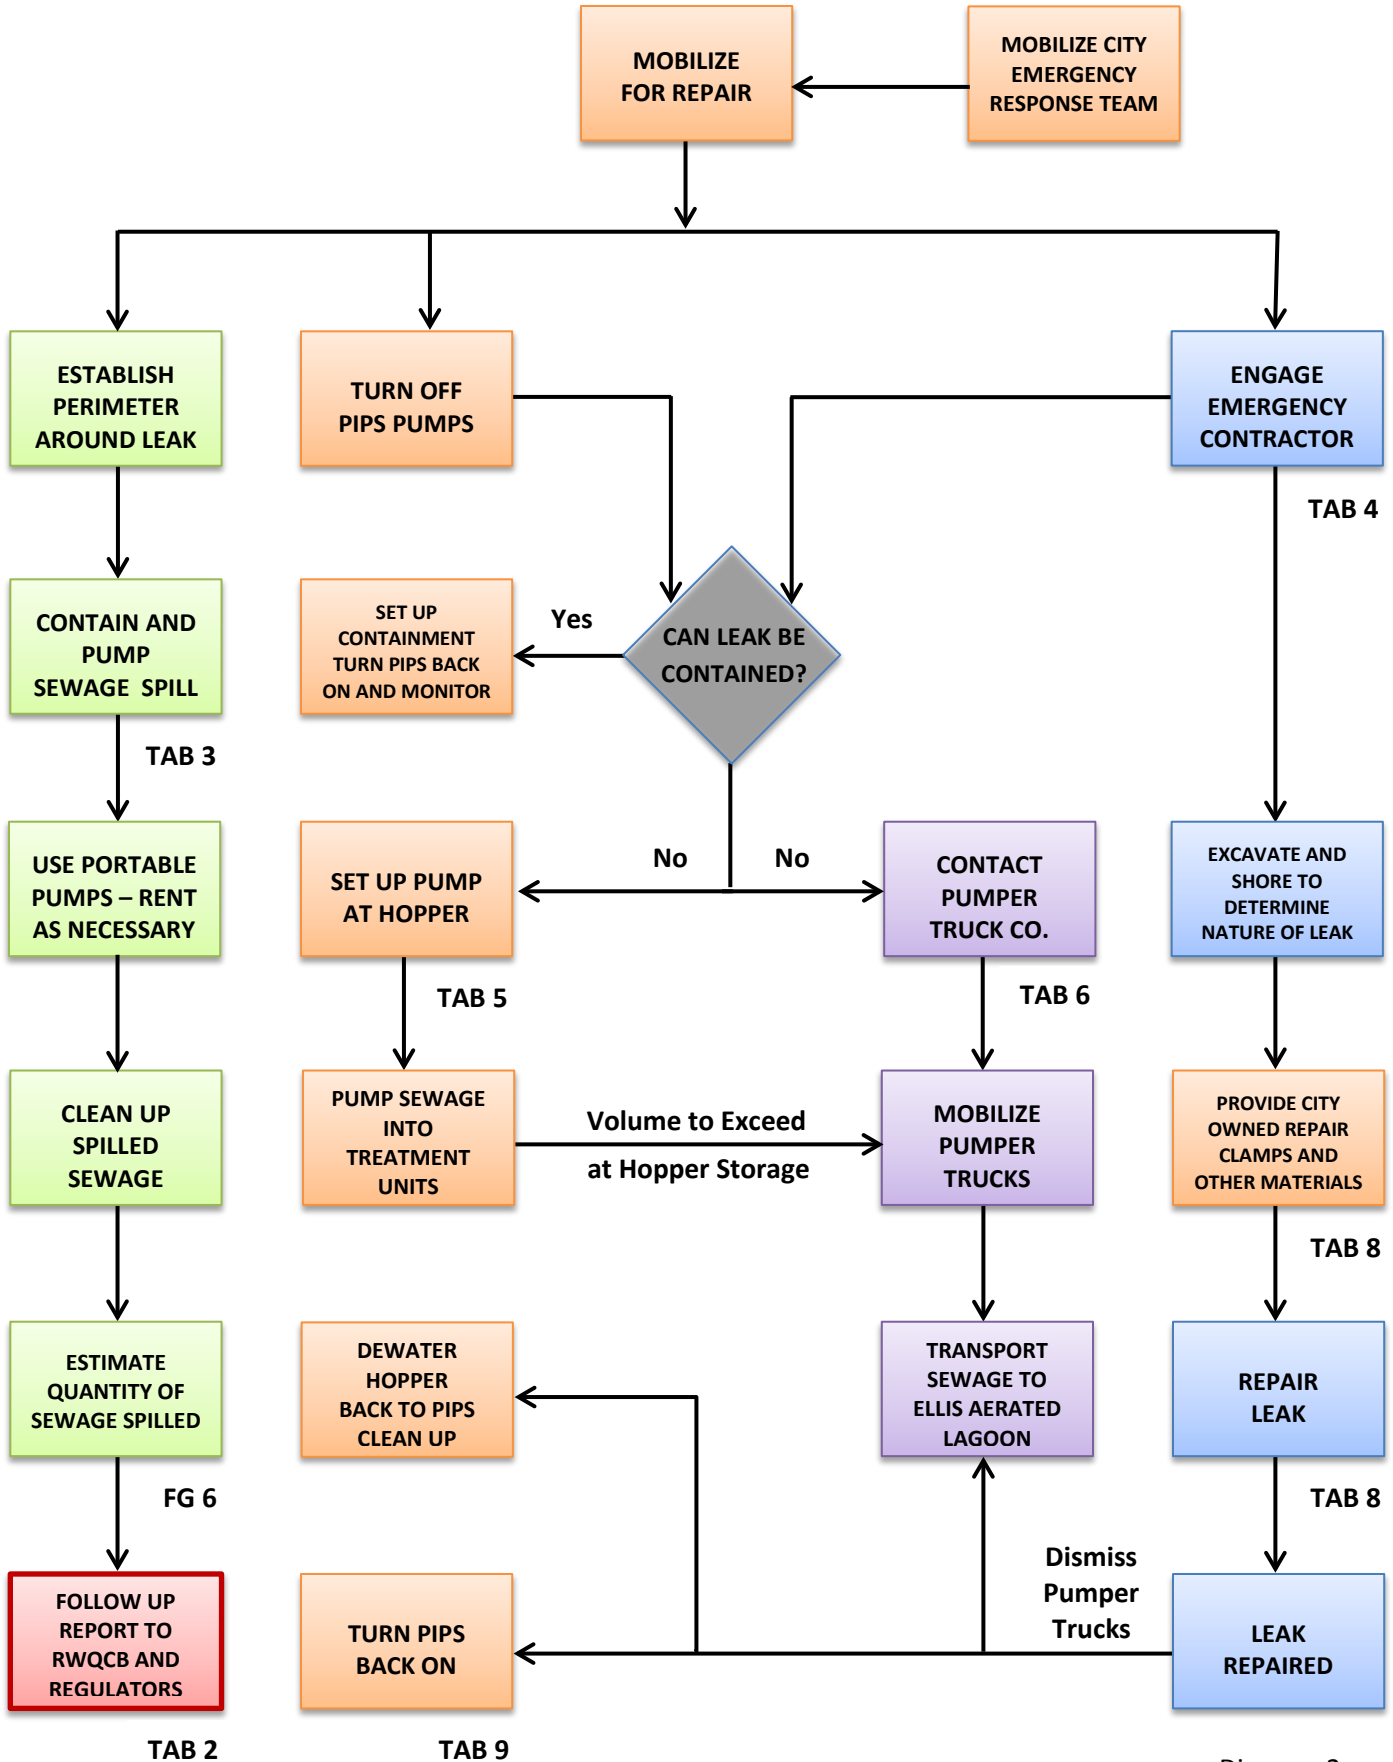 MOBILIZE
FOR REPAIR
MOBILIZE CITY
EMERGENCY
RESPONSE TEAM
ESTABLISH
PERIMETER
AROUND LEAK
TURN OFF
PIPS PUMPS
ENGAGE
EMERGENCY
CONTRACTOR
TAB 4
CONTAIN AND
PUMP
SEWAGE SPILL
TAB 3
SET UP
CONTAINMENT
TURN PIPS BACK
ON AND MONITOR
Yes
CAN LEAK BE
CONTAINED?
No
No
USE PORTABLE
PUMPS – RENT
AS NECESSARY
SET UP PUMP
AT HOPPER
TAB 5
CONTACT
PUMPER
TRUCK CO.
TAB 6
EXCAVATE AND
SHORE TO
DETERMINE
NATURE OF LEAK
CLEAN UP
SPILLED
SEWAGE
PUMP SEWAGE
INTO
TREATMENT
UNITS
Volume to Exceed
at Hopper Storage
MOBILIZE
PUMPER
TRUCKS
PROVIDE CITY
OWNED REPAIR
CLAMPS AND
OTHER MATERIALS
TAB 8
ESTIMATE
QUANTITY OF
SEWAGE SPILLED
FG 6
DEWATER
HOPPER
BACK TO PIPS
CLEAN UP
TRANSPORT
SEWAGE TO
ELLIS AERATED
LAGOON
REPAIR
LEAK
TAB 8
FOLLOW UP
REPORT TO
RWQCB AND
REGULATORS
TAB 2
TURN PIPS
BACK ON
TAB 9
Dismiss
Pumper
Trucks
LEAK
REPAIRED